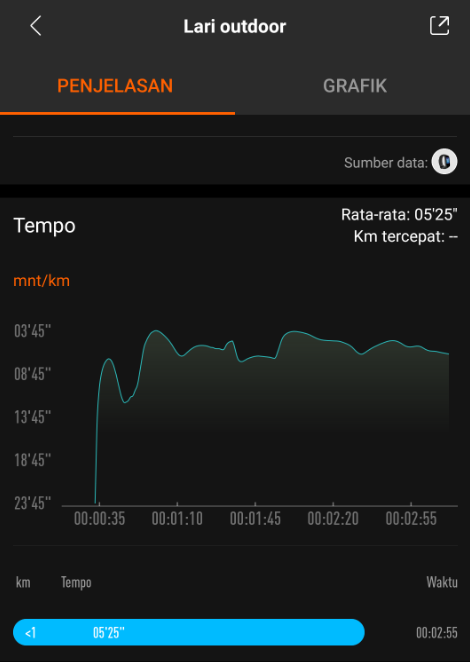 Lari outdoor
PENJELASAN GRAFIK
Sumber data:
Tempo
Rata-rata: 05'25"
Km tercepat: --
mnt/km
03'45"
08'45"
13'45"
18'45"
23'45"
00:00:35 00:01:10 00:01:45 00:02:20 00:02:55
km Tempo Waktu
<1 05'25" 00:02:55